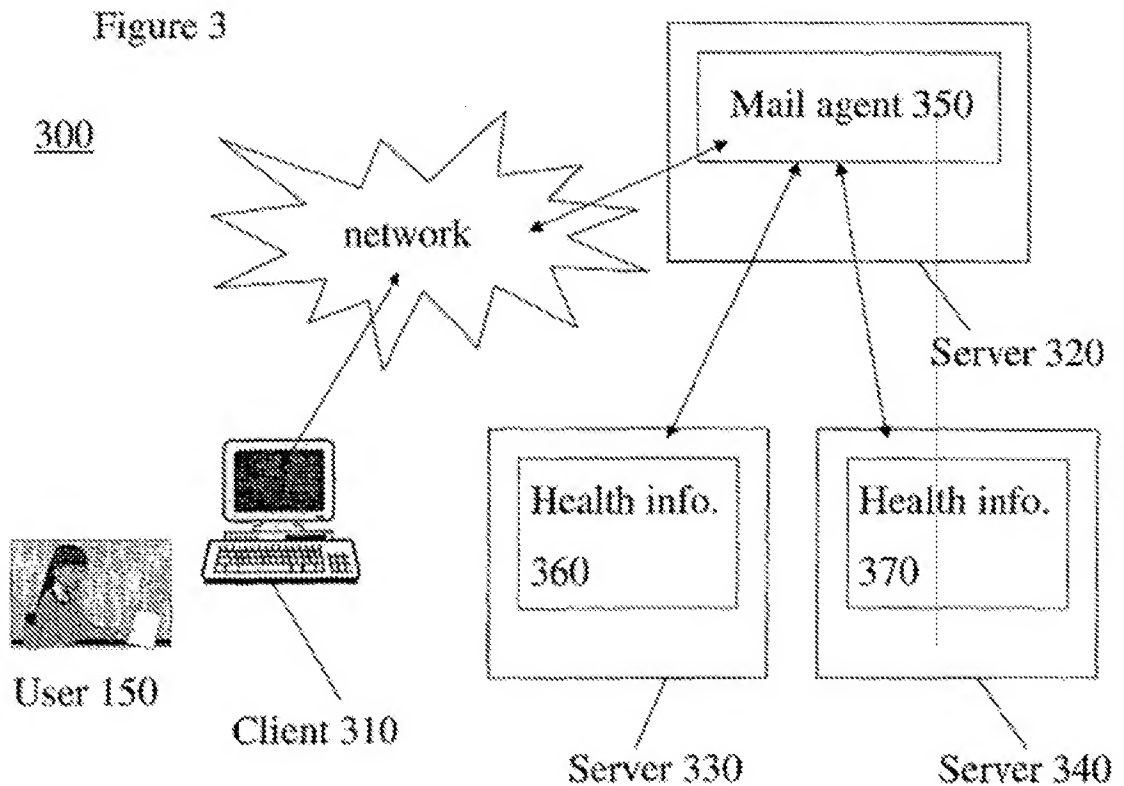 Figure 3
300
Mail agent 350
network
Server 320
Health info.
360
Health info.
370
User 150
Client 310
Server 330
Server 340